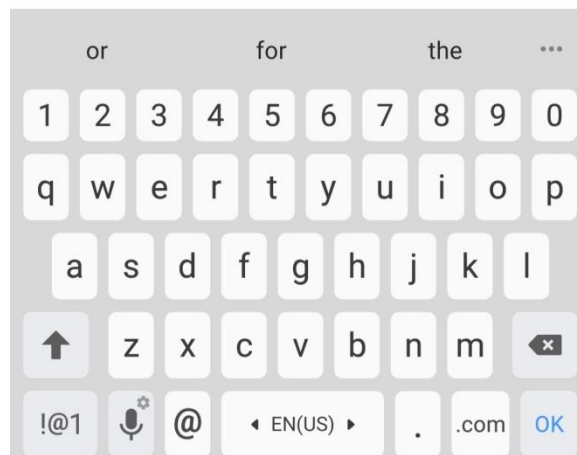 or for the
1 2 3 4 5 6 7 8 9 0
q w e r t y u i o p
a s d f g h j k l
z x c v b n m
!@1 @ EN(US) . .com OK